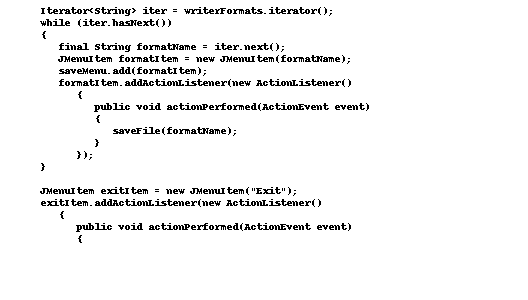 Iterator<String> iter = writerFormats.iterator();
while (iter.hasNext())
{
final String formatName = iter.next();
JMenuItem formatItem = new JMenuItem(formatName);
saveMenu.add(formatItem);
formatItem.addActionListener(new ActionListener()
{
public void actionPerformed(ActionEvent event)
{
saveFile(formatName);
}
});
}
JMenuItem exitItem = new JMenuItem("Exit");
exitItem.addActionListener(new ActionListener()
{
public void actionPerformed(ActionEvent event)
{